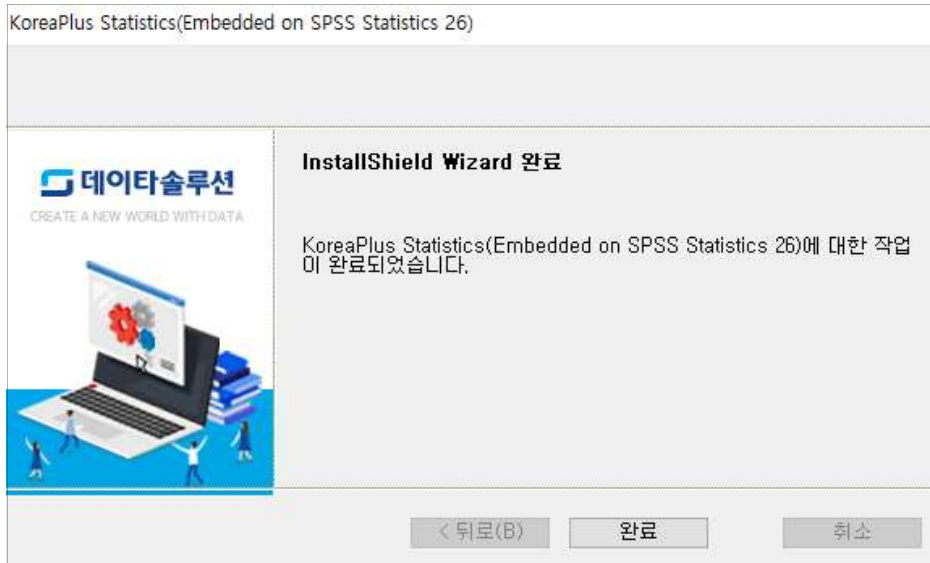 KoreaPlus Statistics(Embedded on SPSS Statistics 26)
데이타솔루션
CREATE A NEW WORLD WITH DATA
InstallShield Wizard 완료
KoreaPlus Statistics(Embedded on SPSS Statistics 26)에 대한 작업
이 완료되었습니다.
< 뒤로(B)
완료
취소